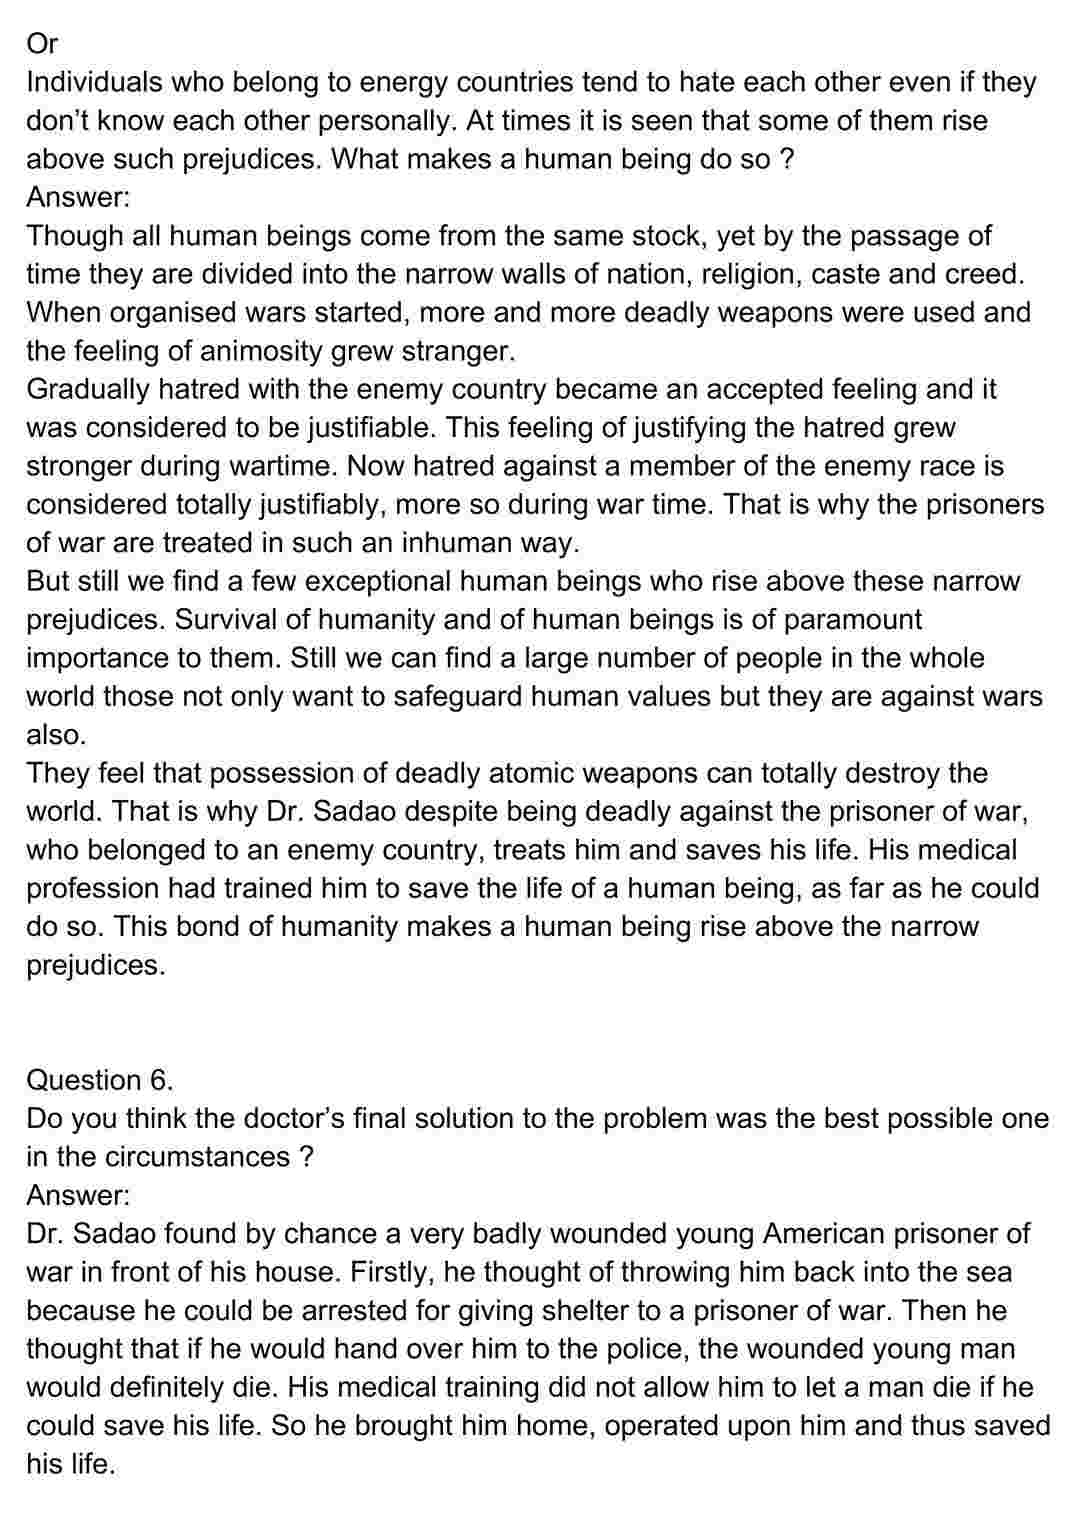 Or
Individuals who belong to energy countries tend to hate each other even if they
don't know each other personally. At times it is seen that some of them rise
above such prejudices. What makes a human being do so ?
Answer:
Though all human beings come from the same stock, yet by the passage of
time they are divided into the narrow walls of nation, religion, caste and creed.
When organised wars started, more and more deadly weapons were used and
the feeling of animosity grew stranger.
Gradually hatred with the enemy country became an accepted feeling and it
was considered to be justifiable. This feeling of justifying the hatred grew
stronger during wartime. Now hatred against a member of the enemy race is
considered totally justifiably, more so during war time. That is why the prisoners
of war are treated in such an inhuman way.
But still we find a few exceptional human beings who rise above these narrow
prejudices. Survival of humanity and of human beings is of paramount
importance to them. Still we can find a large number of people in the whole
world those not only want to safeguard human values but they are against wars
also.
They feel that possession of deadly atomic weapons can totally destroy the
world. That is why Dr. Sadao despite being deadly against the prisoner of war,
who belonged to an enemy country, treats him and saves his life. His medical
profession had trained him to save the life of a human being, as far as he could
do so. This bond of humanity makes a human being rise above the narrow
prejudices.
Question 6.
Do you think the doctor's final solution to the problem was the best possible one
in the circumstances ?
Answer:
Dr. Sadao found by chance a very badly wounded young American prisoner of
war in front of his house. Firstly, he thought of throwing him back into the sea
because he could be arrested for giving shelter to a prisoner of war. Then he
thought that if he would hand over him to the police, the wounded young man
would definitely die. His medical training did not allow him to let a man die if he
could save his life. So he brought him home, operated upon him and thus saved
his life.